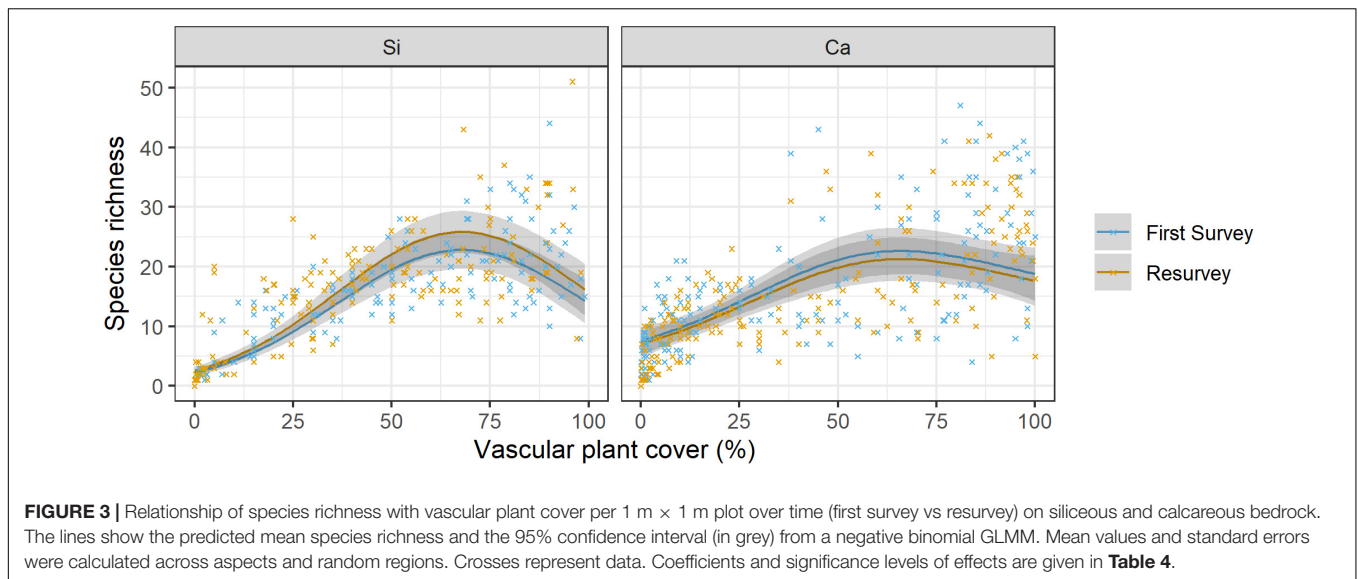 Si Ca
Species richness
50
40
30
20
10
0
0 25 50 75 100 0 25 50 75 100
Vascular plant cover (%)
First Survey
Resurvey
FIGURE 3 | Relationship of species richness with vascular plant cover per 1 m × 1 m plot over time (first survey vs resurvey) on siliceous and calcareous bedrock.
The lines show the predicted mean species richness and the 95% confidence interval (in grey) from a negative binomial GLMM. Mean values and standard errors
were calculated across aspects and random regions. Crosses represent data. Coefficients and significance levels of effects are given in Table 4.